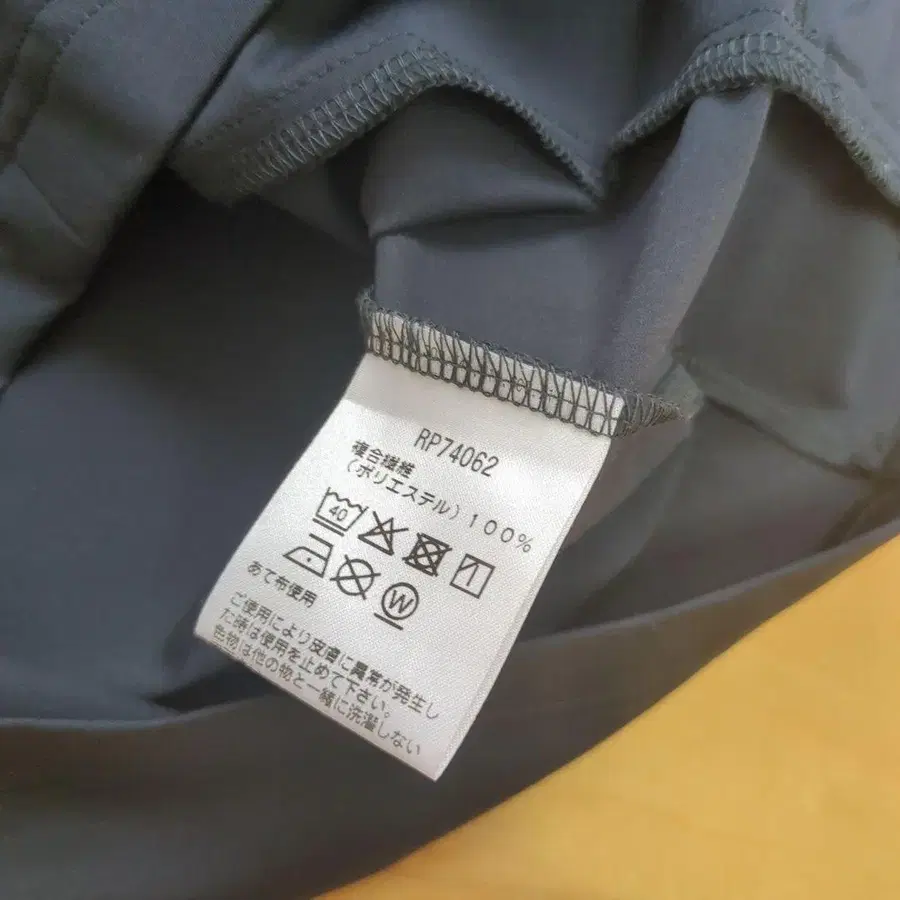 RP74062
複合繊維
(ポリエステル)100%
40
W
あて布使用
ご使用により皮膚に異常が発生し
た時は使用を止めて下さい。
色物は他の物と一緒に洗濯しない